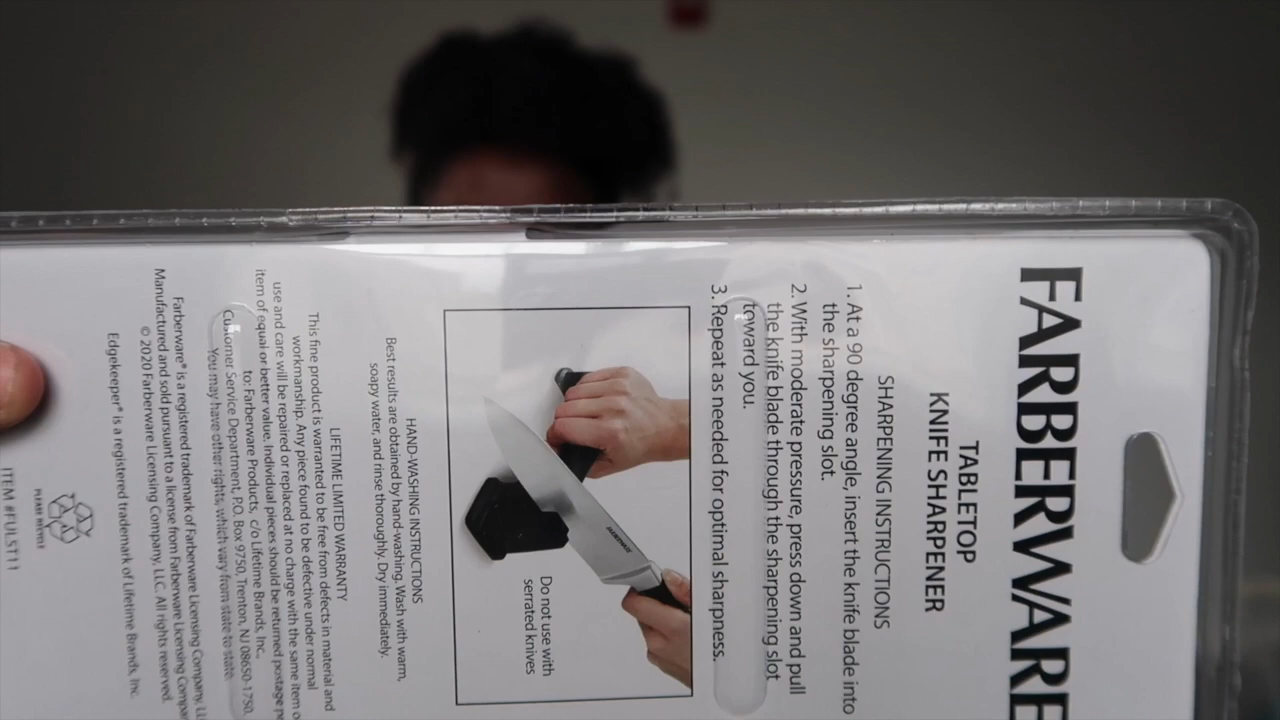 FARBERWARE
TABLETOP
KNIFE SHARPENER
SHARPENING INSTRUCTIONS
1. At a 90 degree angle, insert the knife blade into
the sharpening slot.
2. With moderate pressure, press down and pull
the knife blade through the sharpening slot
toward you.
3. Repeat as needed for optimal sharpness.
Do not use with
serrated knives
HAND-WASHING INSTRUCTIONS
Best results are obtained by hand-washing. Wash with warm,
soapy water, and rinse thoroughly. Dry immediately.
LIFETIME LIMITED WARRANTY
This fine product is warranted to be free from defects in material and
workmanship. Any piece found to be defective under normal
use and care will be repaired or replaced at no charge with the same item o
item of equal or better value. Individual pieces should be returned postage p
to: Farberware Products, c/o Lifetime Brands, Inc.,
Customer Service Department, P.O. Box 9750, Trenton, NJ 08650-1750.
You may have other rights, which vary from state to state.
Farberware® is a registered trademark of Farberware Licensing Company, LL
Manufactured and sold pursuant to a license from Farberware Licensing Compan
© 2020 Farberware Licensing Company, LLC. All rights reserved.
Edgekeeper® is a registered trademark of Lifetime Brands, Inc.
PLEASE RECYCLE
ITEM #FULST11